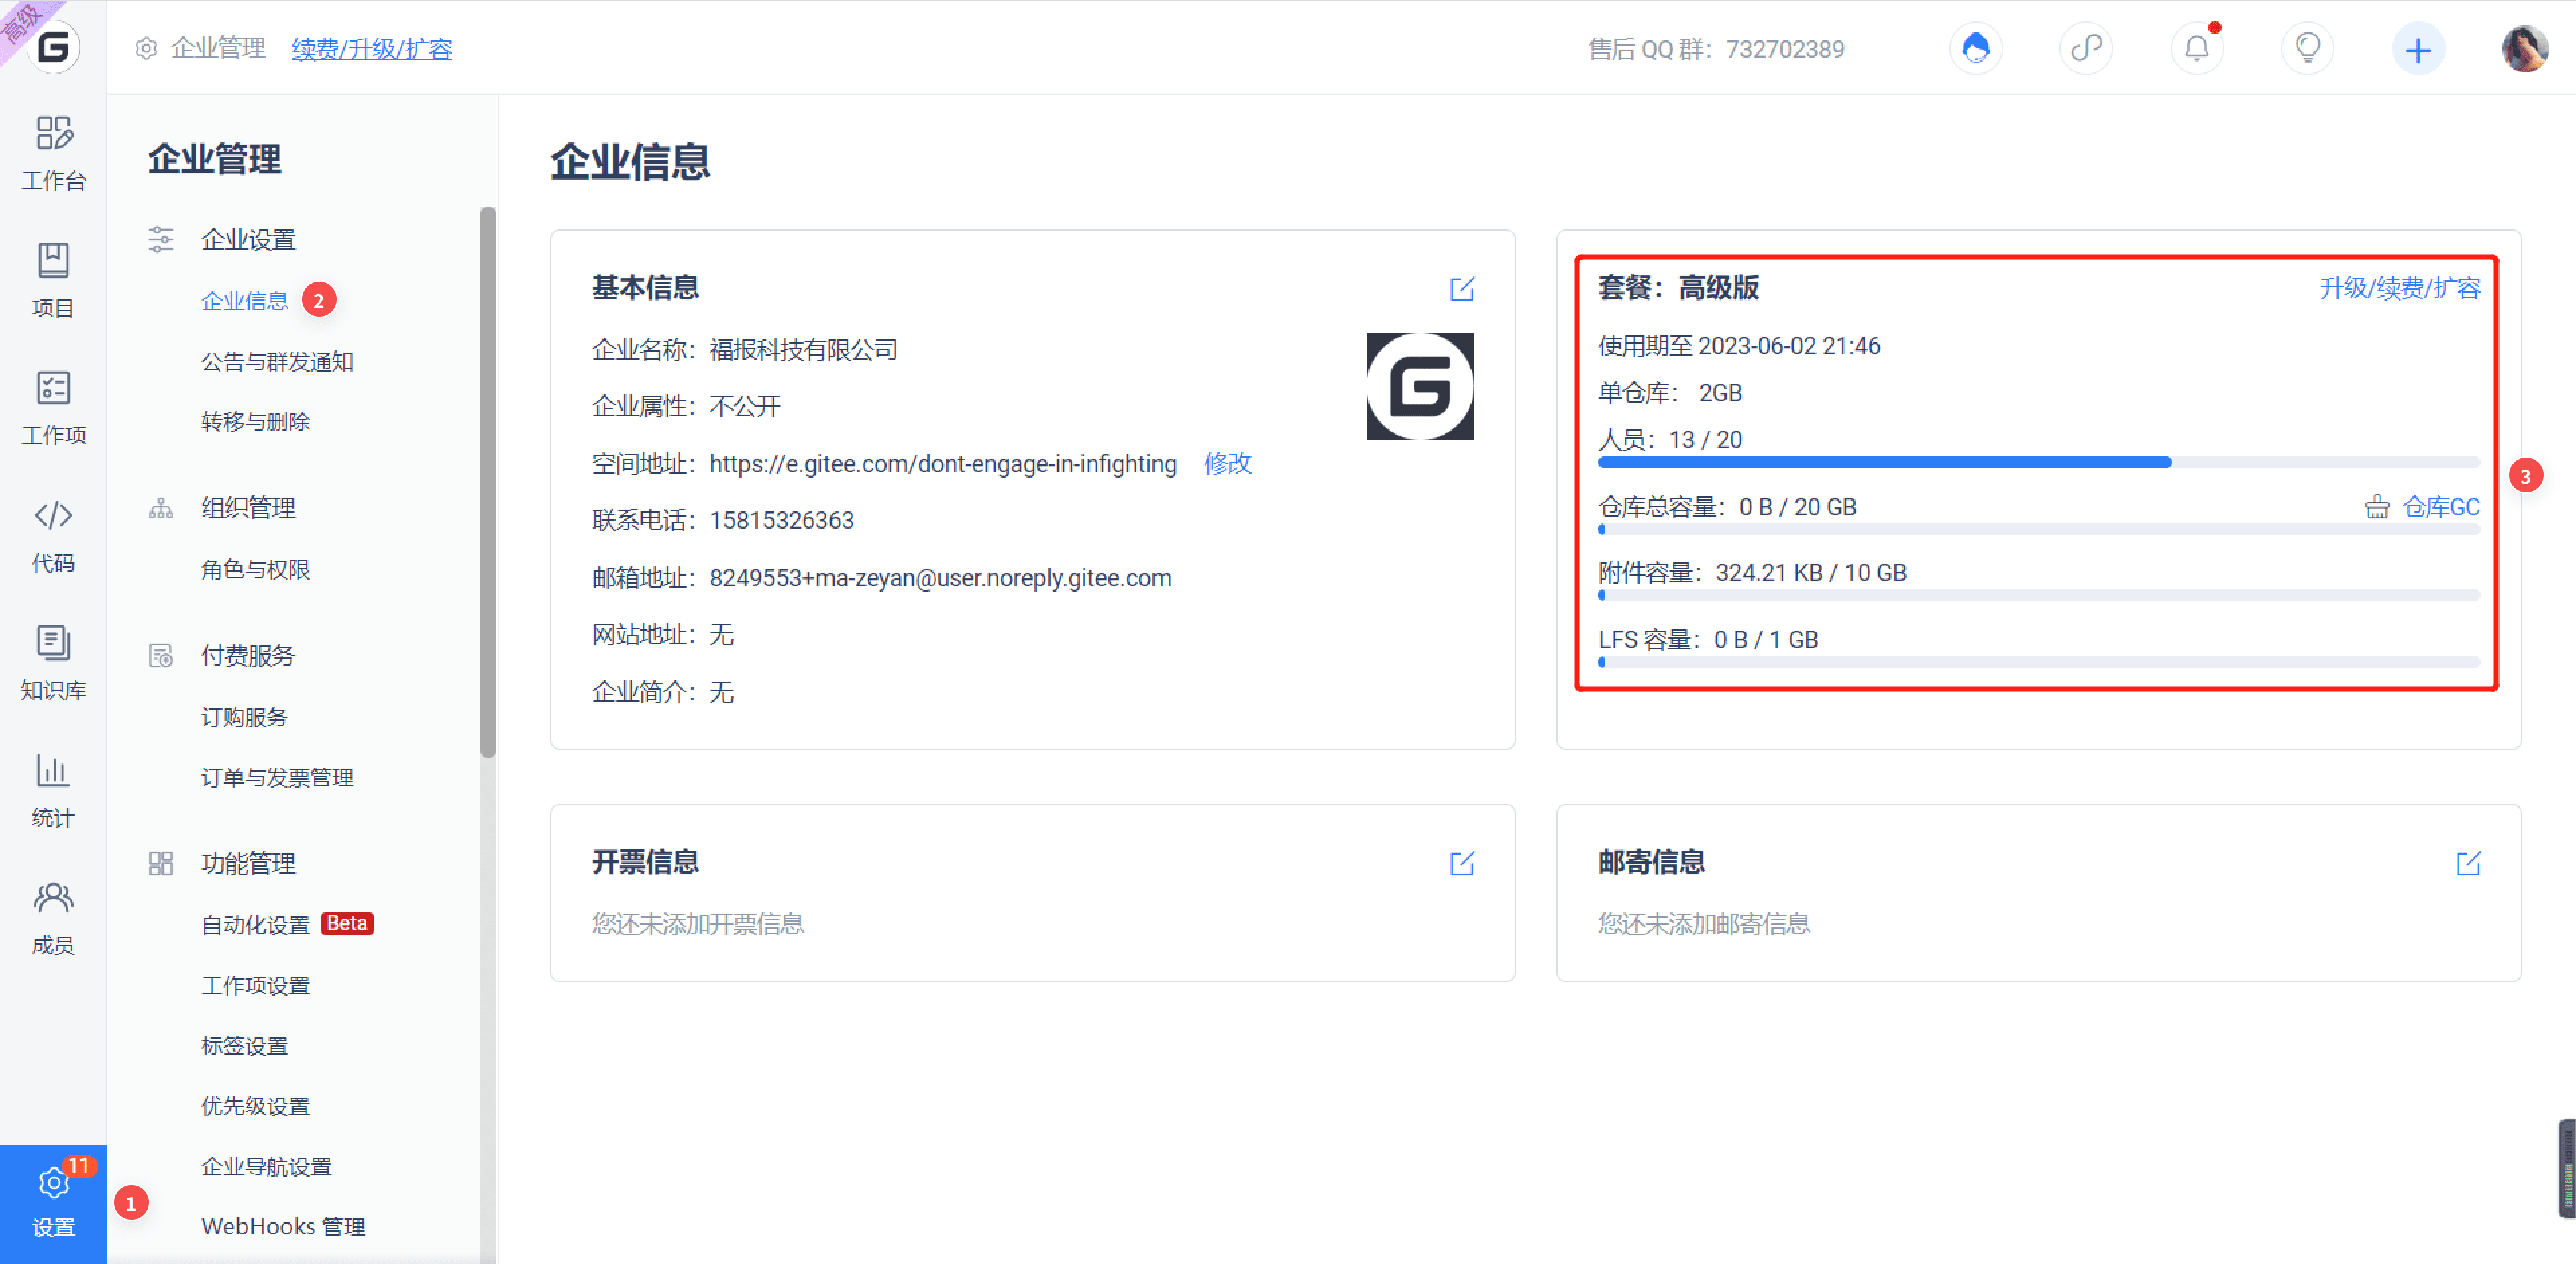 高级
G
企业管理
续费/升级/扩容
售后 QQ 群：732702389
工作台
项目
工作项
代码
知识库
统计
成员
11
设置
1
企业管理
企业设置
企业信息
2
公告与群发通知
转移与删除
组织管理
角色与权限
付费服务
订购服务
订单与发票管理
功能管理
自动化设置 Beta
工作项设置
标签设置
优先级设置
企业导航设置
WebHooks 管理
企业信息
基本信息
企业名称：福报科技有限公司
企业属性：不公开
空间地址：https://e.gitee.com/dont-engage-in-infighting 修改
联系电话：15815326363
邮箱地址：8249553+ma-zeyan@user.noreply.gitee.com
网站地址：无
企业简介：无
G
套餐：高级版
升级/续费/扩容
使用期至 2023-06-02 21:46
单仓库： 2GB
人员：13 / 20
3
仓库总容量：0 B / 20 GB
仓库GC
附件容量：324.21 KB / 10 GB
LFS 容量：0 B / 1 GB
开票信息
您还未添加开票信息
邮寄信息
您还未添加邮寄信息